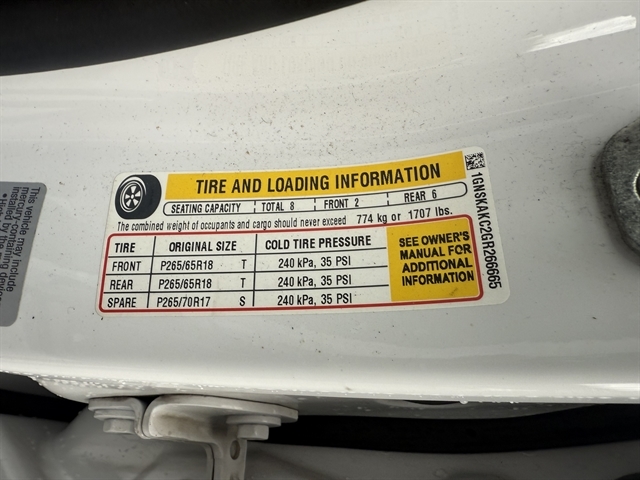 TIRE AND LOADING INFORMATION
SEATING CAPACITY TOTAL 8 FRONT 2 REAR 6
The combined weight of occupants and cargo should never exceed 774 kg or 1707 lbs.
TIRE ORIGINAL SIZE COLD TIRE PRESSURE
FRONT P265/65R18 T 240 kPa, 35 PSI
REAR P265/65R18 T 240 kPa, 35 PSI
SPARE P265/70R17 S 240 kPa, 35 PSI
SEE OWNER'S
MANUAL FOR
ADDITIONAL
INFORMATION
1GNSKAKC2GR266665
This vehicle may include
mercury-containing